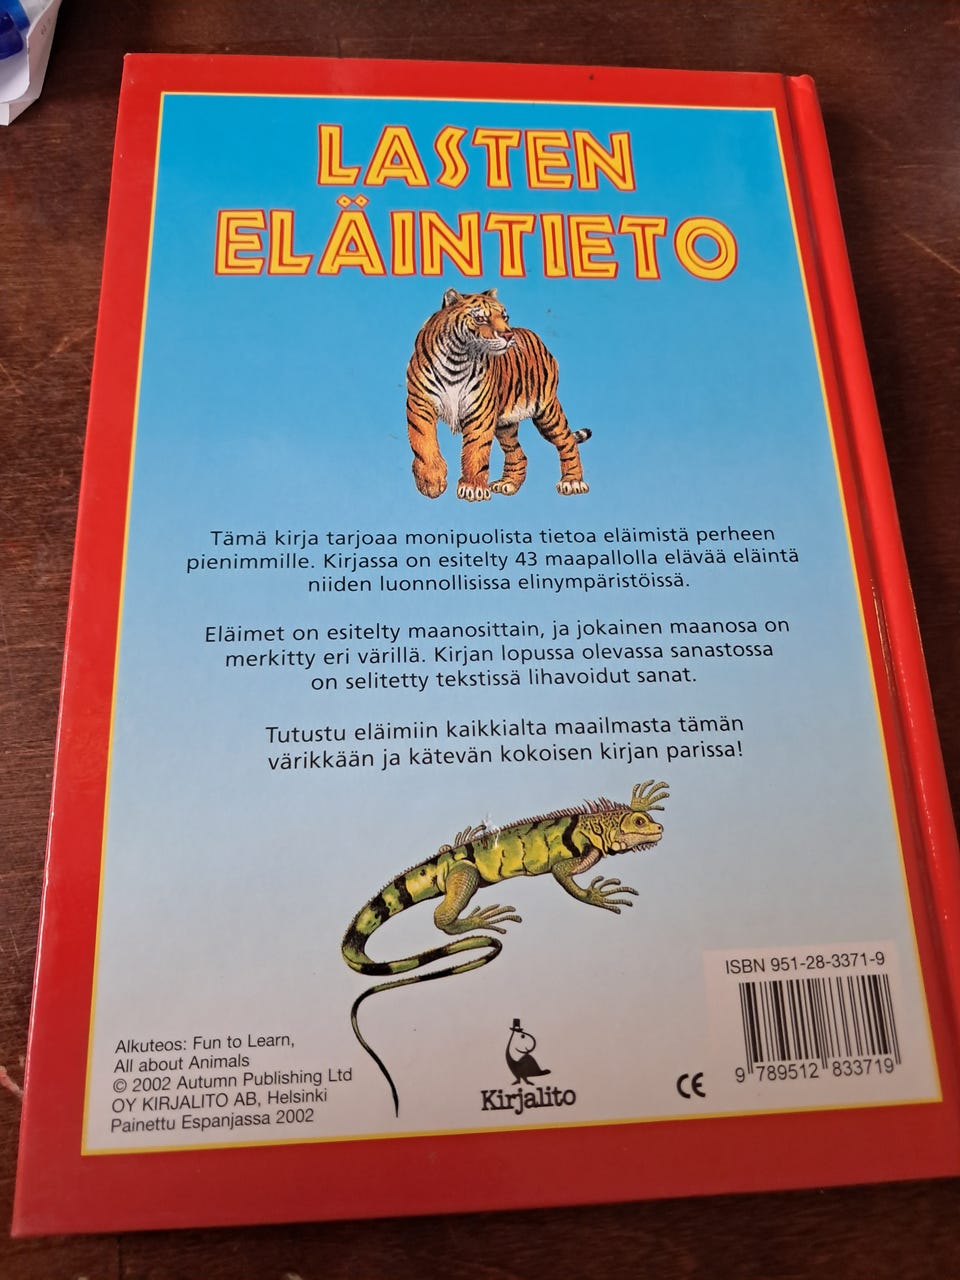 LASTEN
ELÄINTIETO
Tämä kirja tarjoaa monipuolista tietoa eläimistä perheen
pienimmille. Kirjassa on esitelty 43 maapallolla elävää eläintä
niiden luonnollisissa elinympäristöissä.
Eläimet on esitelty maanosittain, ja jokainen maanosa on
merkitty eri värillä. Kirjan lopussa olevassa sanastossa
on selitetty tekstissä lihavoidut sanat.
Tutustu eläimiin kaikkialta maailmasta tämän
värikkään ja kätevän kokoisen kirjan parissa!
Alkuteos: Fun to Learn,
All about Animals
© 2002 Autumn Publishing Ltd
OY KIRJALITO AB, Helsinki
Painettu Espanjassa 2002
Kirjalito
CE
ISBN 951-28-3371-9
9 789512 833719